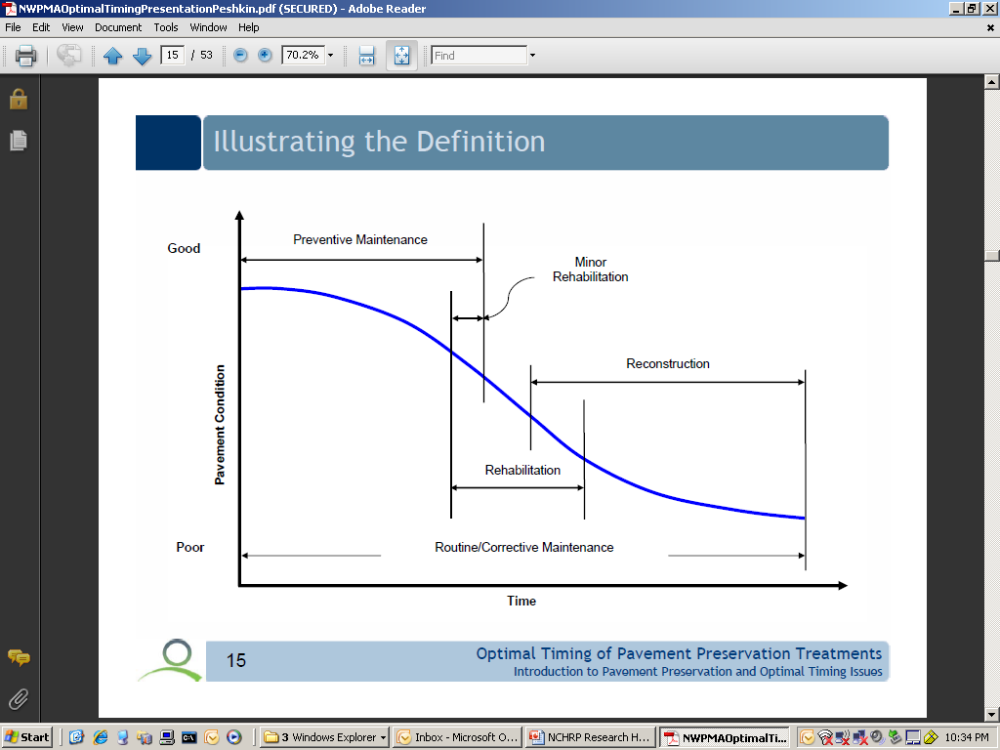 NWPMAOptimalTimingPresentationPeshkin.pdf (SECURED) - Adobe Reader
File Edit View Document Tools Window Help
15 / 53 70.2% Find
Illustrating the Definition
Good
Preventive Maintenance
Minor
Rehabilitation
Reconstruction
Pavement Condition
Rehabilitation
Poor
Routine/Corrective Maintenance
Time
15
Optimal Timing of Pavement Preservation Treatments
Introduction to Pavement Preservation and Optimal Timing Issues
Start 3 Windows Explorer Inbox - Microsoft O... NCHRP Research H... NWPMAOptimalTi... 10:34 PM